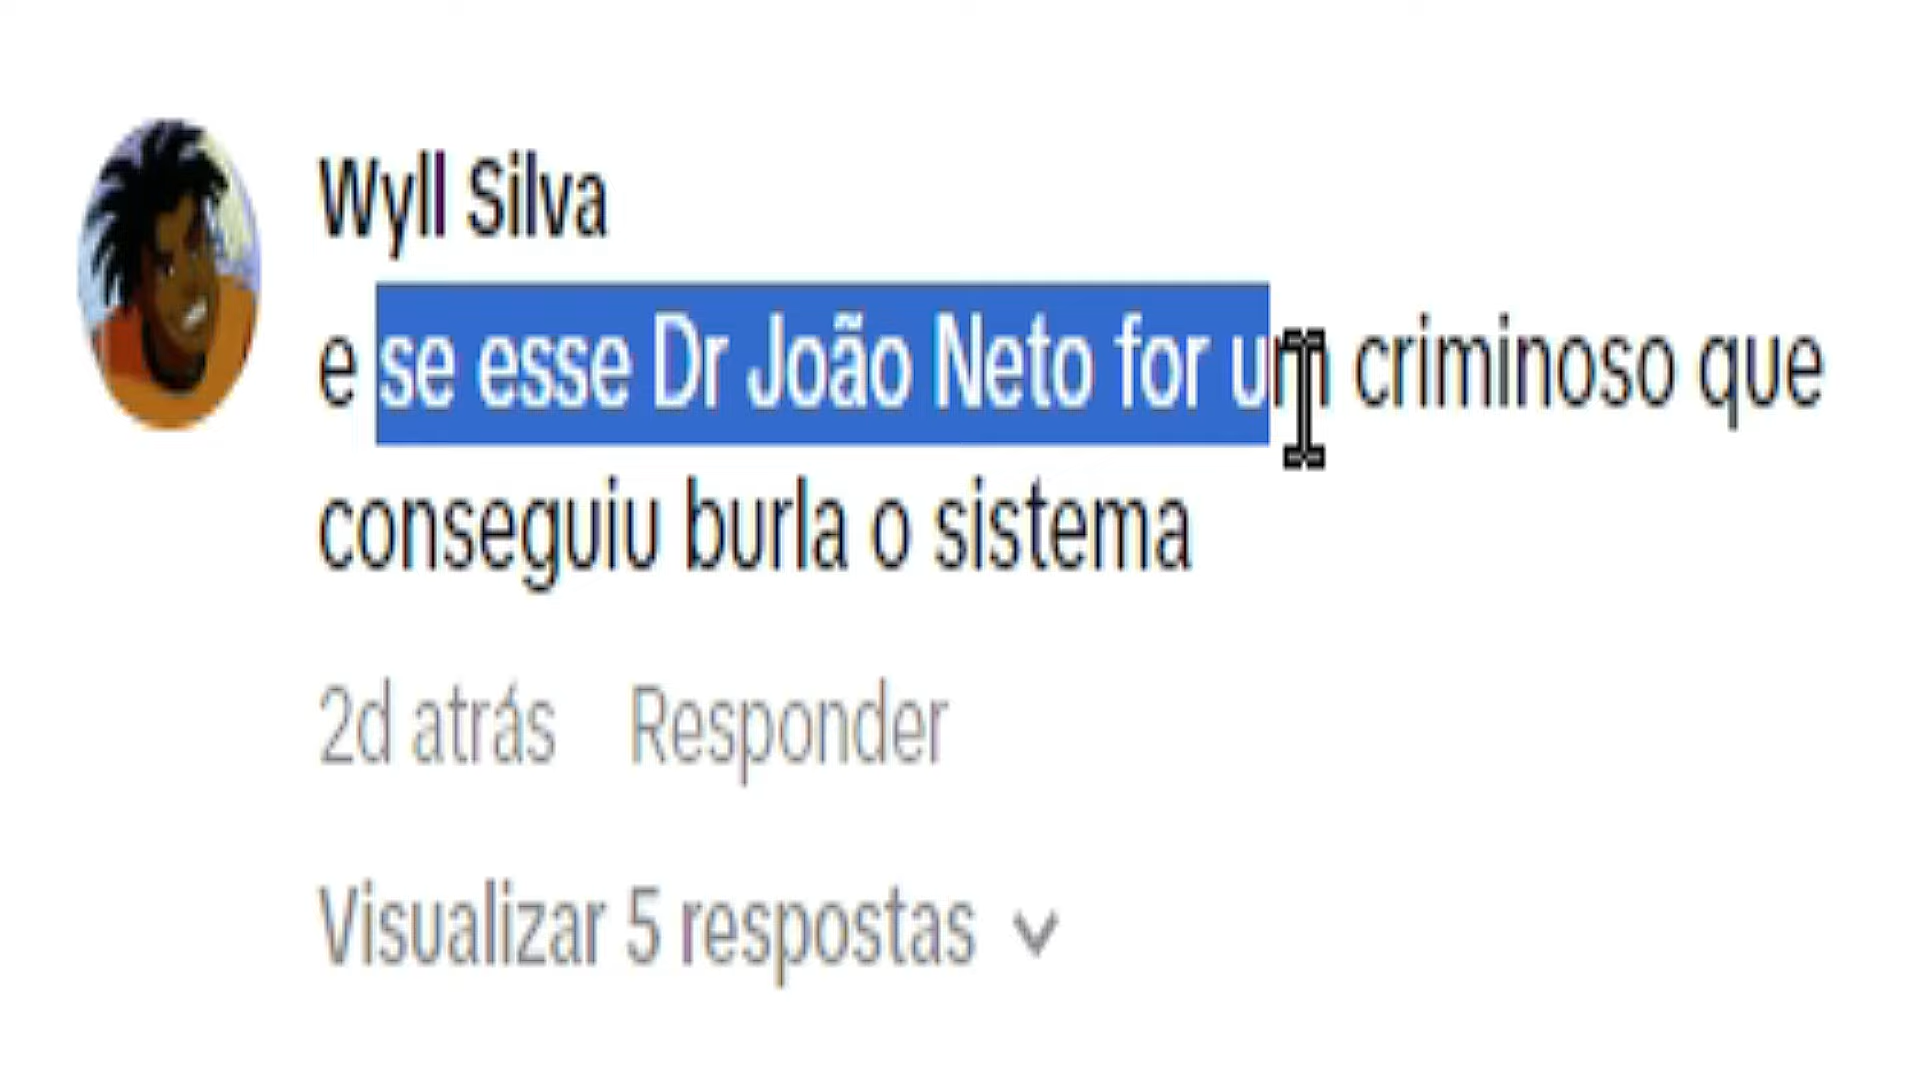 Wyll Silva
e se esse Dr João Neto for um criminoso que
conseguiu burla o sistema
2d atrás Responder
Visualizar 5 respostas